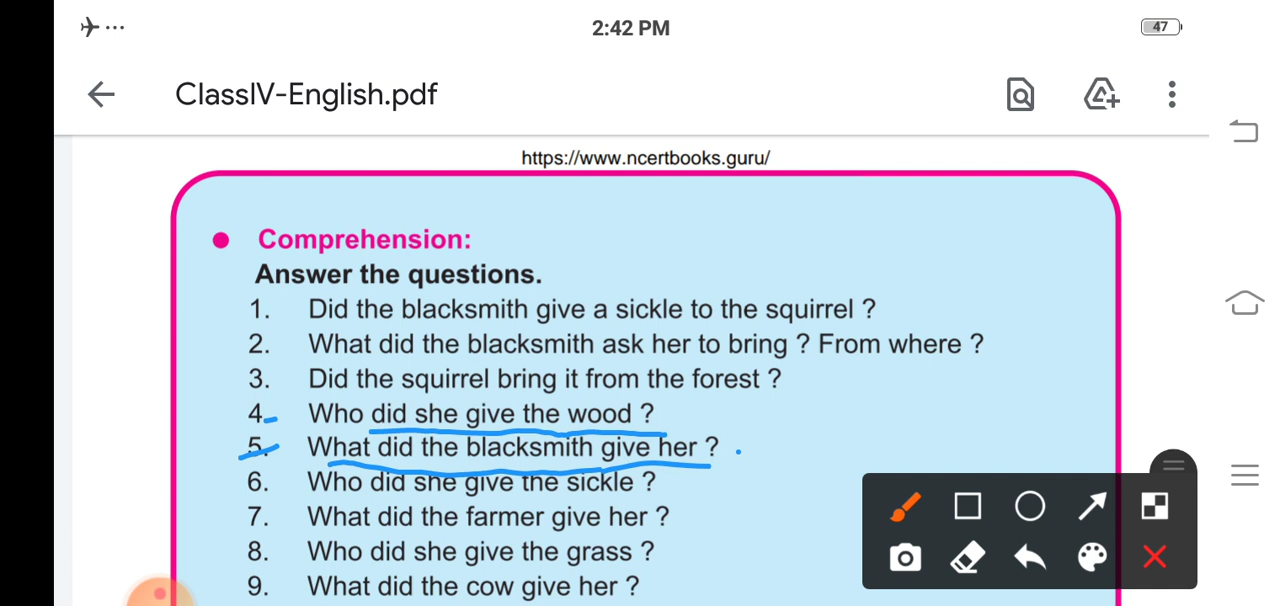 2:42 PM
47
ClassIV-English.pdf
https://www.ncertbooks.guru/
Comprehension:
Answer the questions.
1. Did the blacksmith give a sickle to the squirrel ?
2. What did the blacksmith ask her to bring ? From where ?
3. Did the squirrel bring it from the forest ?
4. Who did she give the wood ?
5. What did the blacksmith give her ?
6. Who did she give the sickle ?
7. What did the farmer give her ?
8. Who did she give the grass ?
9. What did the cow give her ?